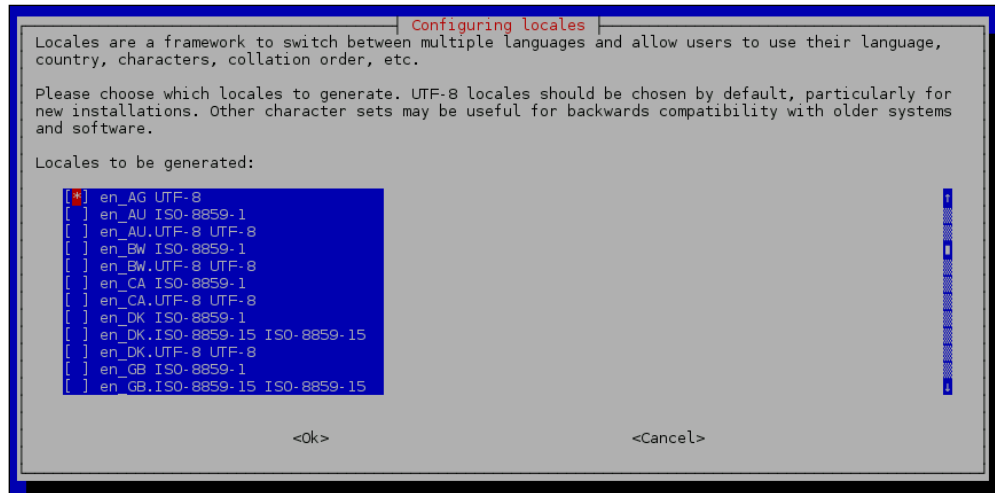 Configuring locales
Locales are a framework to switch between multiple languages and allow users to use their language,
country, characters, collation order, etc.
Please choose which locales to generate. UTF-8 locales should be chosen by default, particularly for
new installations. Other character sets may be useful for backwards compatibility with older systems
and software.
Locales to be generated:
[*] en_AG UTF-8
[ ] en_AU ISO-8859-1
[ ] en_AU.UTF-8 UTF-8
[ ] en_BW ISO-8859-1
[ ] en_BW.UTF-8 UTF-8
[ ] en_CA ISO-8859-1
[ ] en_CA.UTF-8 UTF-8
[ ] en_DK ISO-8859-1
[ ] en_DK.ISO-8859-15 ISO-8859-15
[ ] en_DK.UTF-8 UTF-8
[ ] en_GB ISO-8859-1
[ ] en_GB.ISO-8859-15 ISO-8859-15
<Ok> <Cancel>